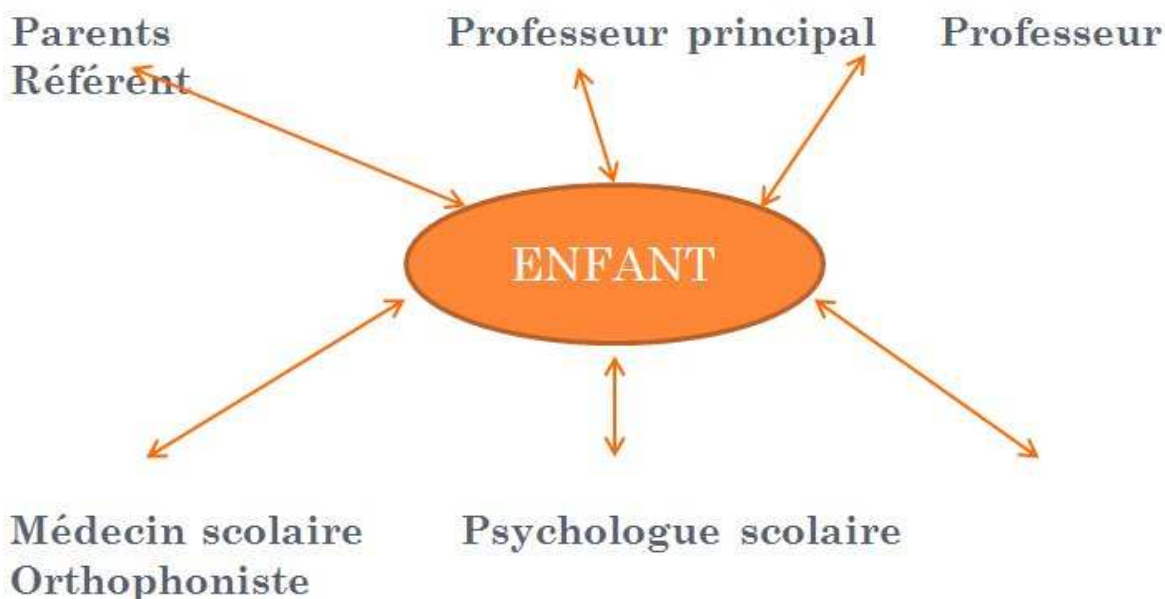 Parents Professeur principal Professeur
Référent
ENFANT
Médecin scolaire Psychologue scolaire
Orthophoniste